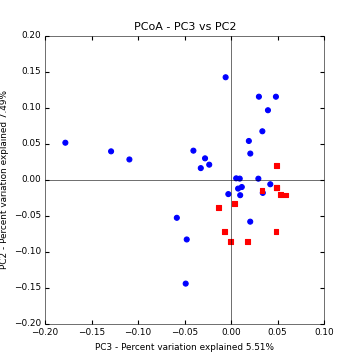 PCoA - PC3 vs PC2
0.20
0.15
0.10
0.05
0.00
−0.05
−0.10
−0.15
−0.20
PC2 - Percent variation explained 7.49%
−0.20 −0.15 −0.10 −0.05 0.00 0.05 0.10
PC3 - Percent variation explained 5.51%